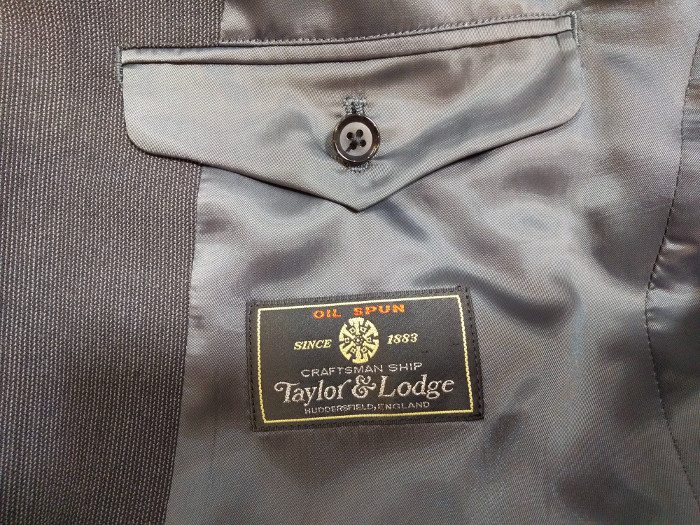 OIL SPUN
SINCE 1883
CRAFTSMAN SHIP
Taylor & Lodge
HUDDERSFIELD, ENGLAND